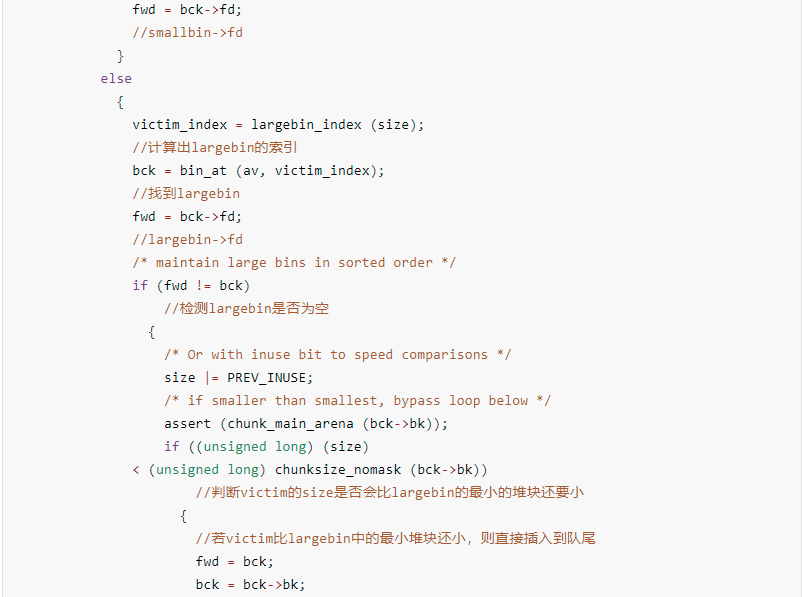 fwd = bck->fd;
//smallbin->fd
}
else
{
victim_index = largebin_index (size);
//计算出largebin的索引
bck = bin_at (av, victim_index);
//找到largebin
fwd = bck->fd;
//largebin->fd
/* maintain large bins in sorted order */
if (fwd != bck)
//检测largebin是否为空
{
/* Or with inuse bit to speed comparisons */
size |= PREV_INUSE;
/* if smaller than smallest, bypass loop below */
assert (chunk_main_arena (bck->bk));
if ((unsigned long) (size)
< (unsigned long) chunksize_nomask (bck->bk))
//判断victim的size是否会比largebin的最小的堆块还要小
{
//若victim比largebin中的最小堆块还小，则直接插入到队尾
fwd = bck;
bck = bck->bk;